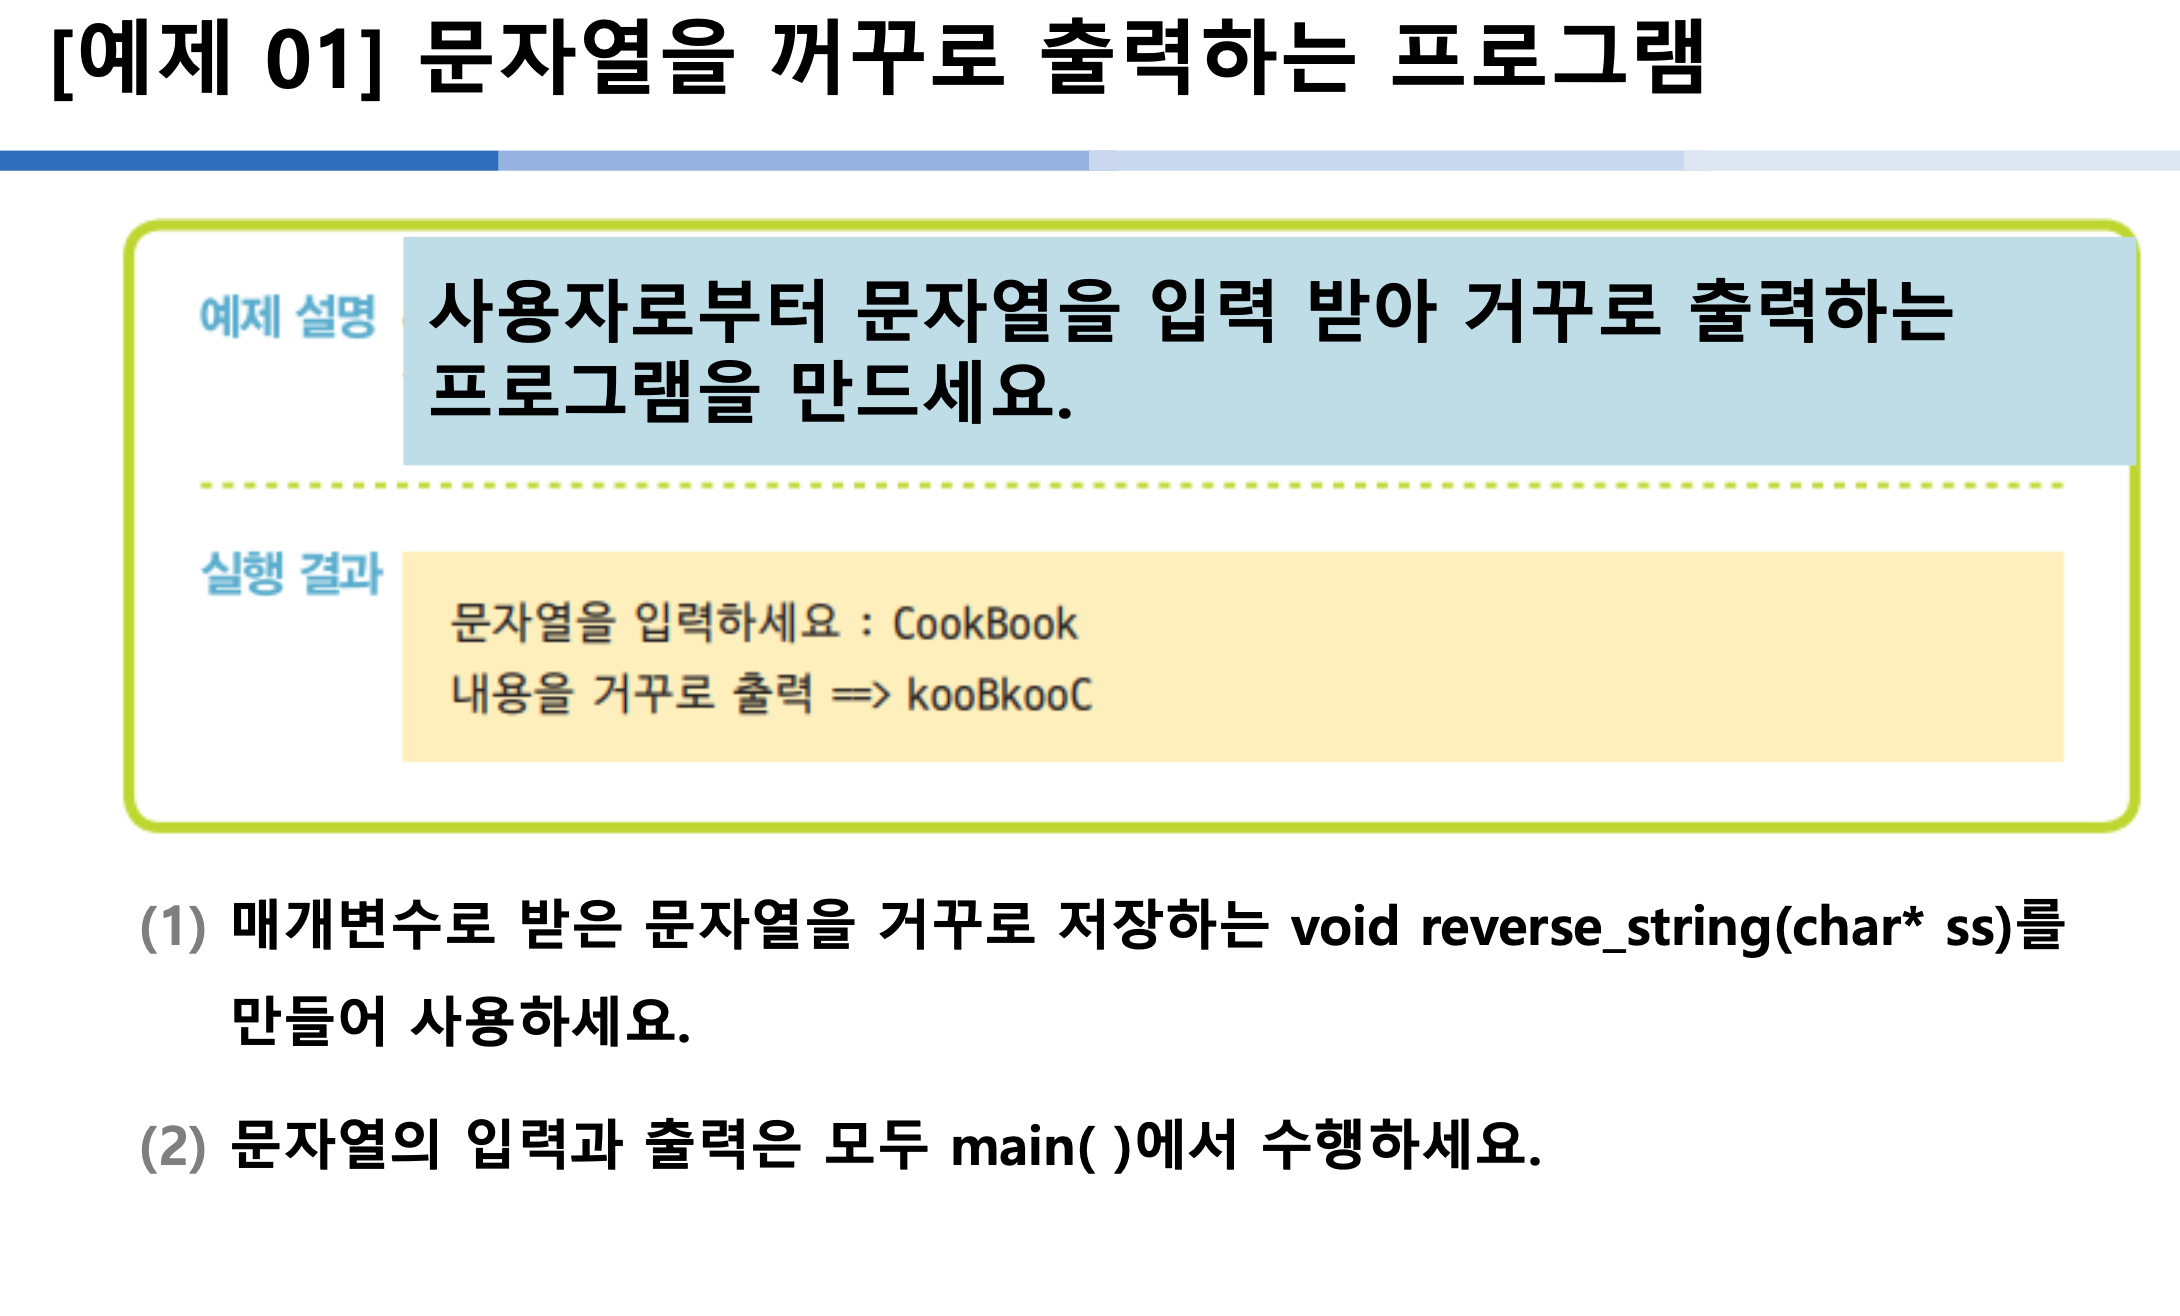 [예제 01] 문자열을 꺼꾸로 출력하는 프로그램
예제 설명
사용자로부터 문자열을 입력 받아 거꾸로 출력하는
프로그램을 만드세요.
실행 결과
문자열을 입력하세요 : CookBook
내용을 거꾸로 출력 ==> kooBkooC
(1) 매개변수로 받은 문자열을 거꾸로 저장하는 void reverse_string(char* ss)를
만들어 사용하세요.
(2) 문자열의 입력과 출력은 모두 main( )에서 수행하세요.